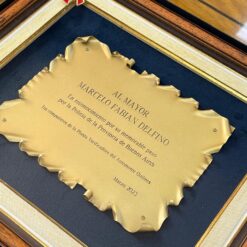 AL MAYOR
MARCELO FABIAN DELFINO
En reconocimiento por su memorable paso
por la Policia de la Provincia de Buenos Aires
Marzo 2023